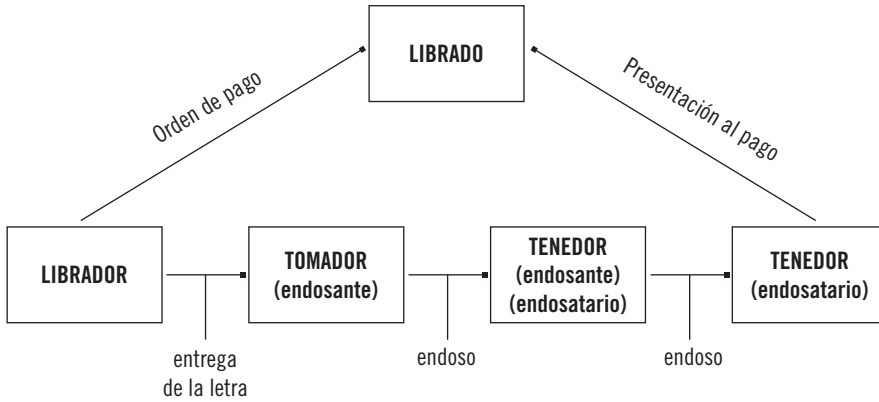 LIBRADO
Orden de pago
Presentación al pago
LIBRADOR
TOMADOR
(endosante)
TENEDOR
(endosante)
(endosatario)
TENEDOR
(endosatario)
entrega
de la letra
endoso
endoso